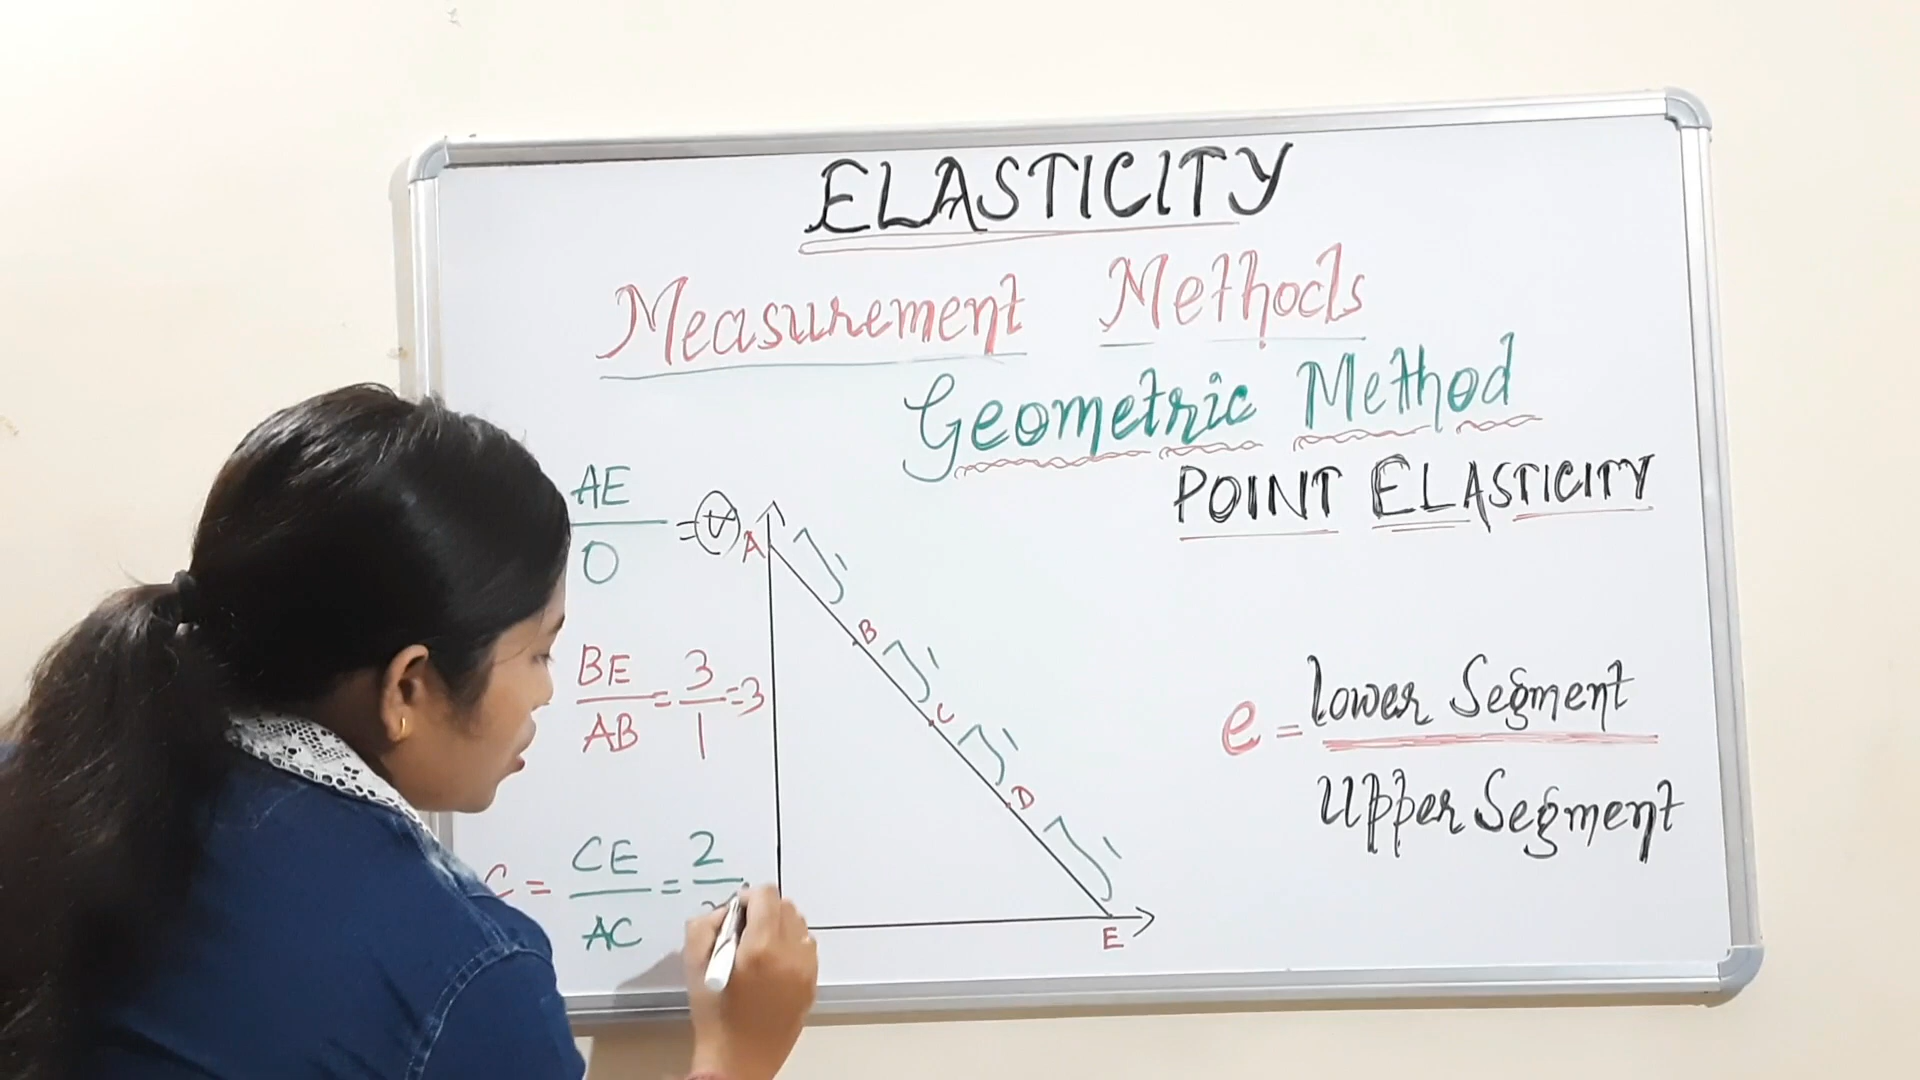 ELASTICITY
Measurement Methods
Geometric Method
POINT ELASTICITY
AE
0
=
A
B
C
D
E
BE = 3 = 3
AB 1
C = CE = 2
AC
e = lower Segment
Upper Segment